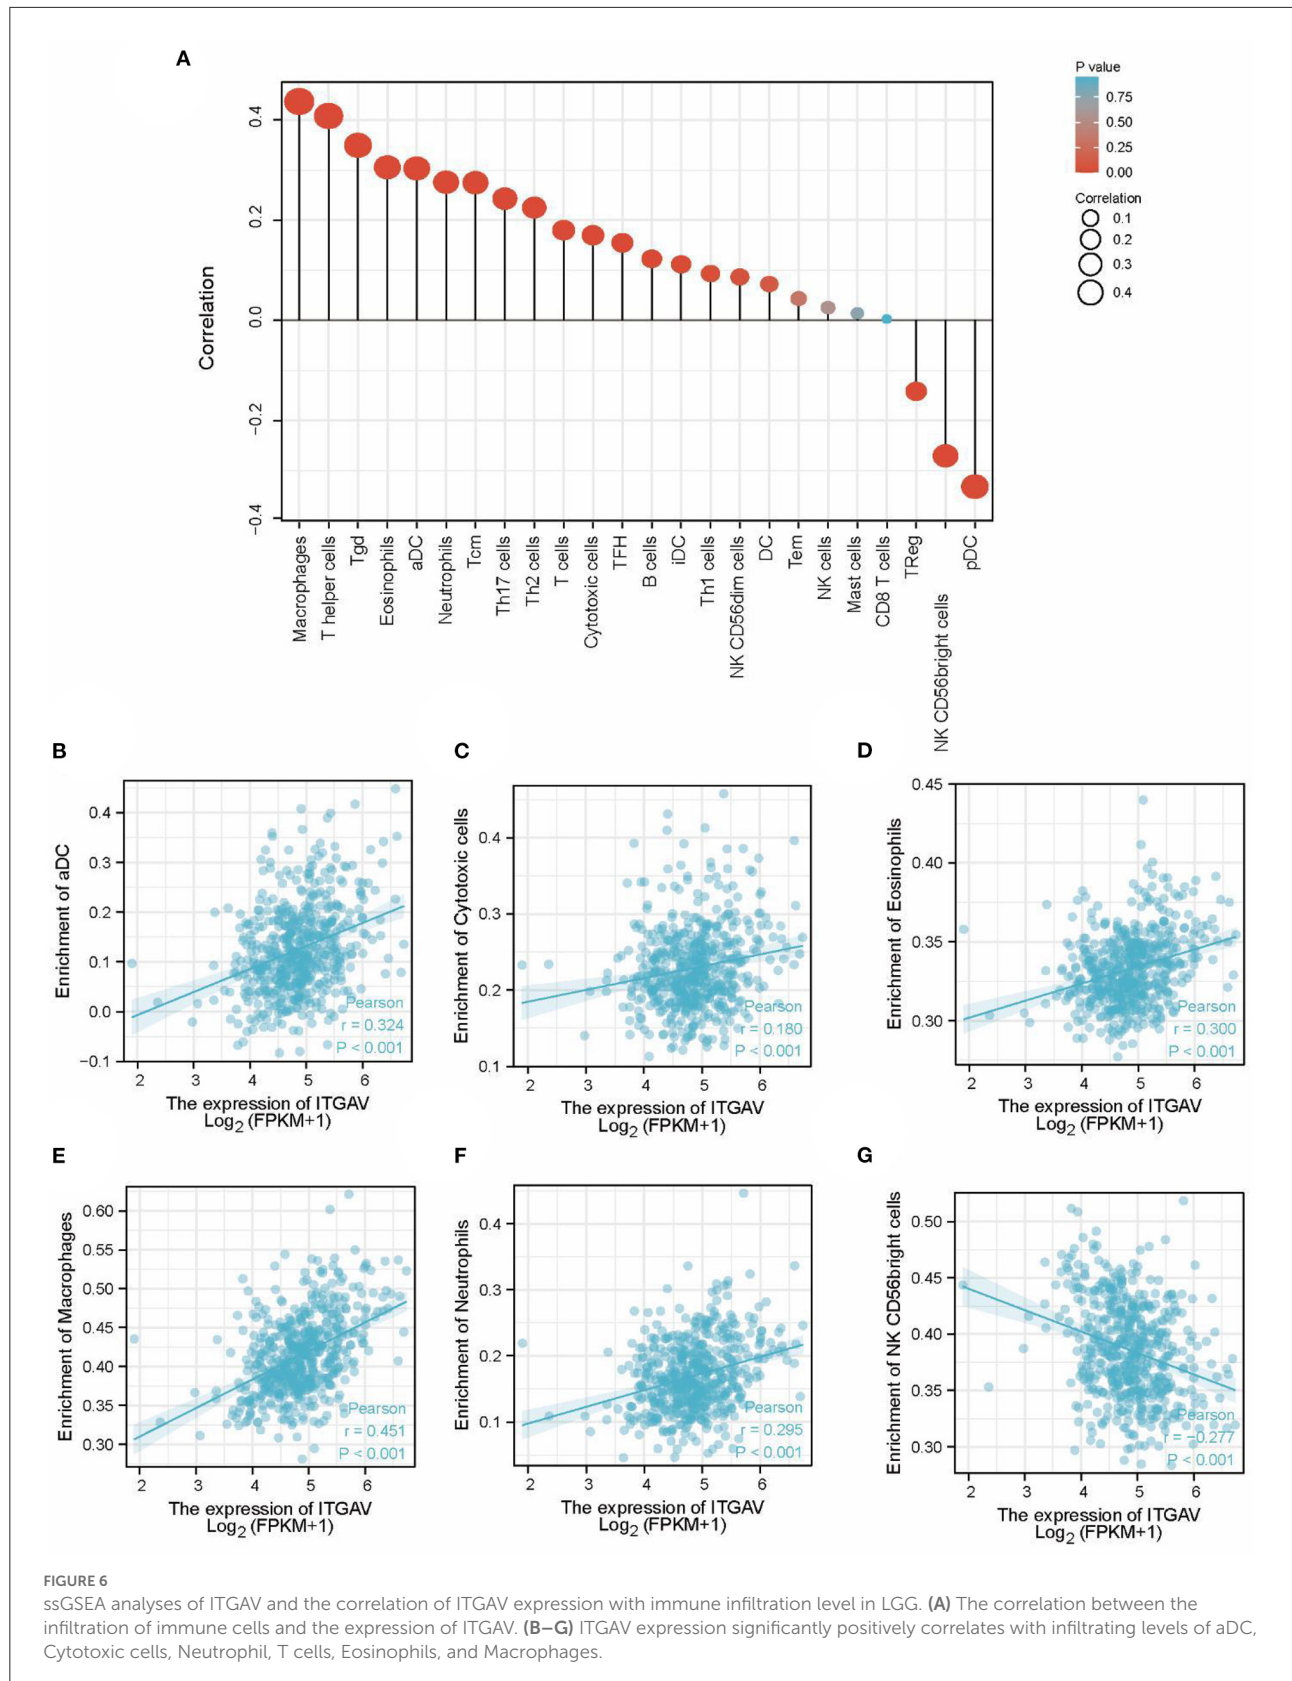 A
P value
0.75
0.50
0.25
0.00
Correlation
0.1
0.2
0.3
0.4
Correlation
0.4
0.2
0.0
−0.2
−0.4
Macrophages
T helper cells
Tgd
Eosinophils
aDC
Neutrophils
Tcm
Th17 cells
Th2 cells
T cells
Cytotoxic cells
TFH
B cells
iDC
Th1 cells
NK CD56dim cells
DC
Tem
NK cells
Mast cells
CD8 T cells
TReg
NK CD56bright cells
pDC
B
Enrichment of aDC
0.4
0.3
0.2
0.1
0.0
−0.1
Pearson
r = 0.324
P < 0.001
2 3 4 5 6
The expression of ITGAV
Log2 (FPKM+1)
C
Enrichment of Cytotoxic cells
0.4
0.3
0.2
0.1
Pearson
r = 0.180
P < 0.001
2 3 4 5 6
The expression of ITGAV
Log2 (FPKM+1)
D
Enrichment of Eosinophils
0.45
0.40
0.35
0.30
Pearson
r = 0.300
P < 0.001
2 3 4 5 6
The expression of ITGAV
Log2 (FPKM+1)
E
Enrichment of Macrophages
0.60
0.55
0.50
0.45
0.40
0.35
0.30
Pearson
r = 0.451
P < 0.001
2 3 4 5 6
The expression of ITGAV
Log2 (FPKM+1)
F
Enrichment of Neutrophils
0.4
0.3
0.2
0.1
Pearson
r = 0.295
P < 0.001
2 3 4 5 6
The expression of ITGAV
Log2 (FPKM+1)
G
Enrichment of NK CD56bright cells
0.50
0.45
0.40
0.35
0.30
Pearson
r = −0.277
P < 0.001
2 3 4 5 6
The expression of ITGAV
Log2 (FPKM+1)
FIGURE 6
ssGSEA analyses of ITGAV and the correlation of ITGAV expression with immune infiltration level in LGG. (A) The correlation between the
infiltration of immune cells and the expression of ITGAV. (B–G) ITGAV expression significantly positively correlates with infiltrating levels of aDC,
Cytotoxic cells, Neutrophil, T cells, Eosinophils, and Macrophages.